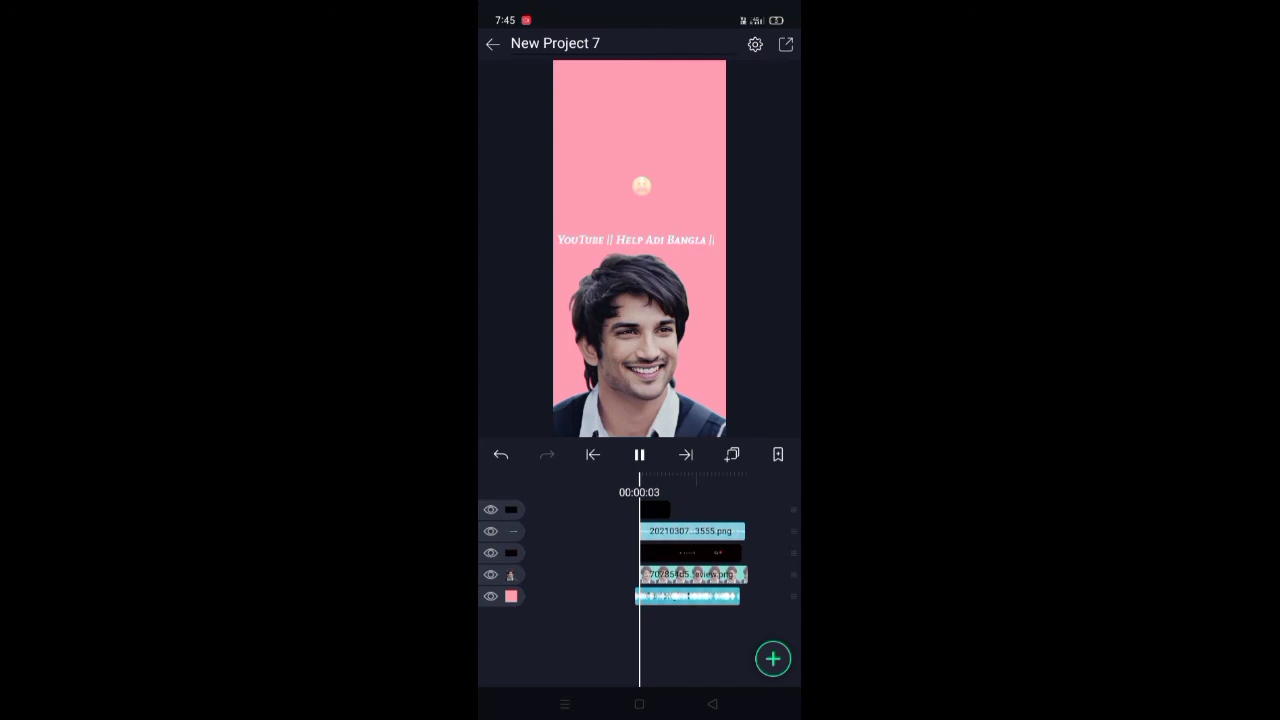 7:45
New Project 7
YouTube || Help Adi Bangla ||
00:00:03
20210307...3555.png